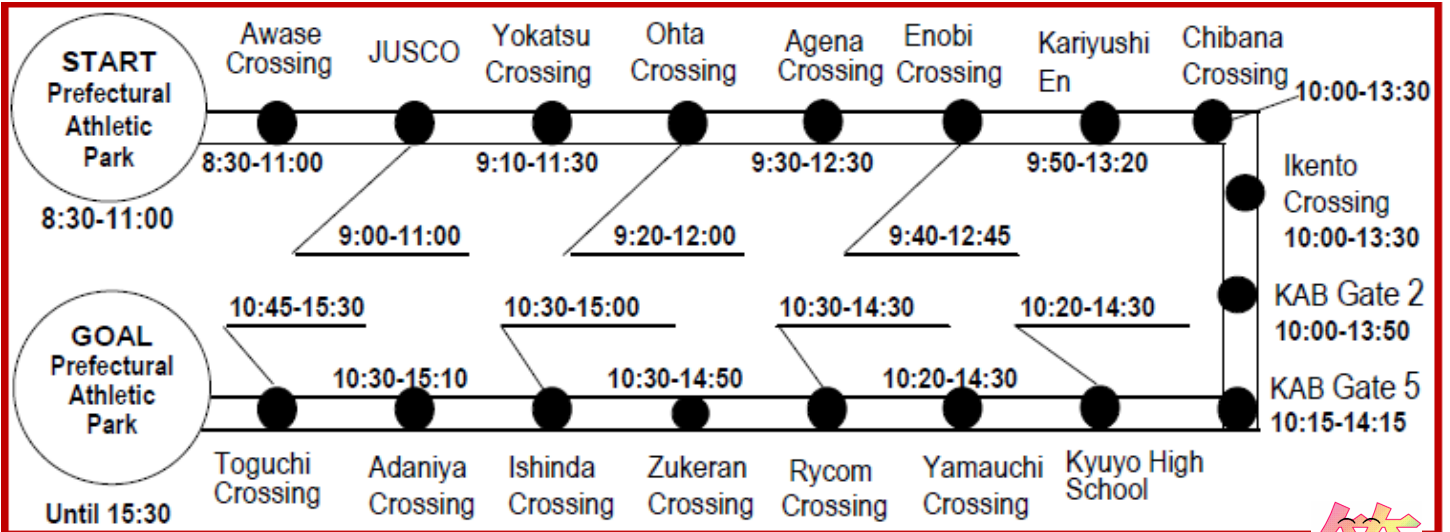 START
Prefectural
Athletic
Park
8:30-11:00
Awase
Crossing
8:30-11:00
JUSCO
9:00-11:00
Yokatsu
Crossing
9:10-11:30
Ohta
Crossing
9:20-12:00
Agena
Crossing
9:30-12:30
Enobi
Crossing
9:40-12:45
Kariyushi
En
9:50-13:20
Chibana
Crossing
10:00-13:30
Ikento
Crossing
10:00-13:30
KAB Gate 2
10:00-13:50
KAB Gate 5
10:15-14:15
10:20-14:30
Kyuyo High
School
10:20-14:30
Yamauchi
Crossing
10:30-14:30
Rycom
Crossing
10:30-14:50
Zukeran
Crossing
10:30-15:00
Ishinda
Crossing
10:30-15:10
Adaniya
Crossing
10:45-15:30
Toguchi
Crossing
GOAL
Prefectural
Athletic
Park
Until 15:30